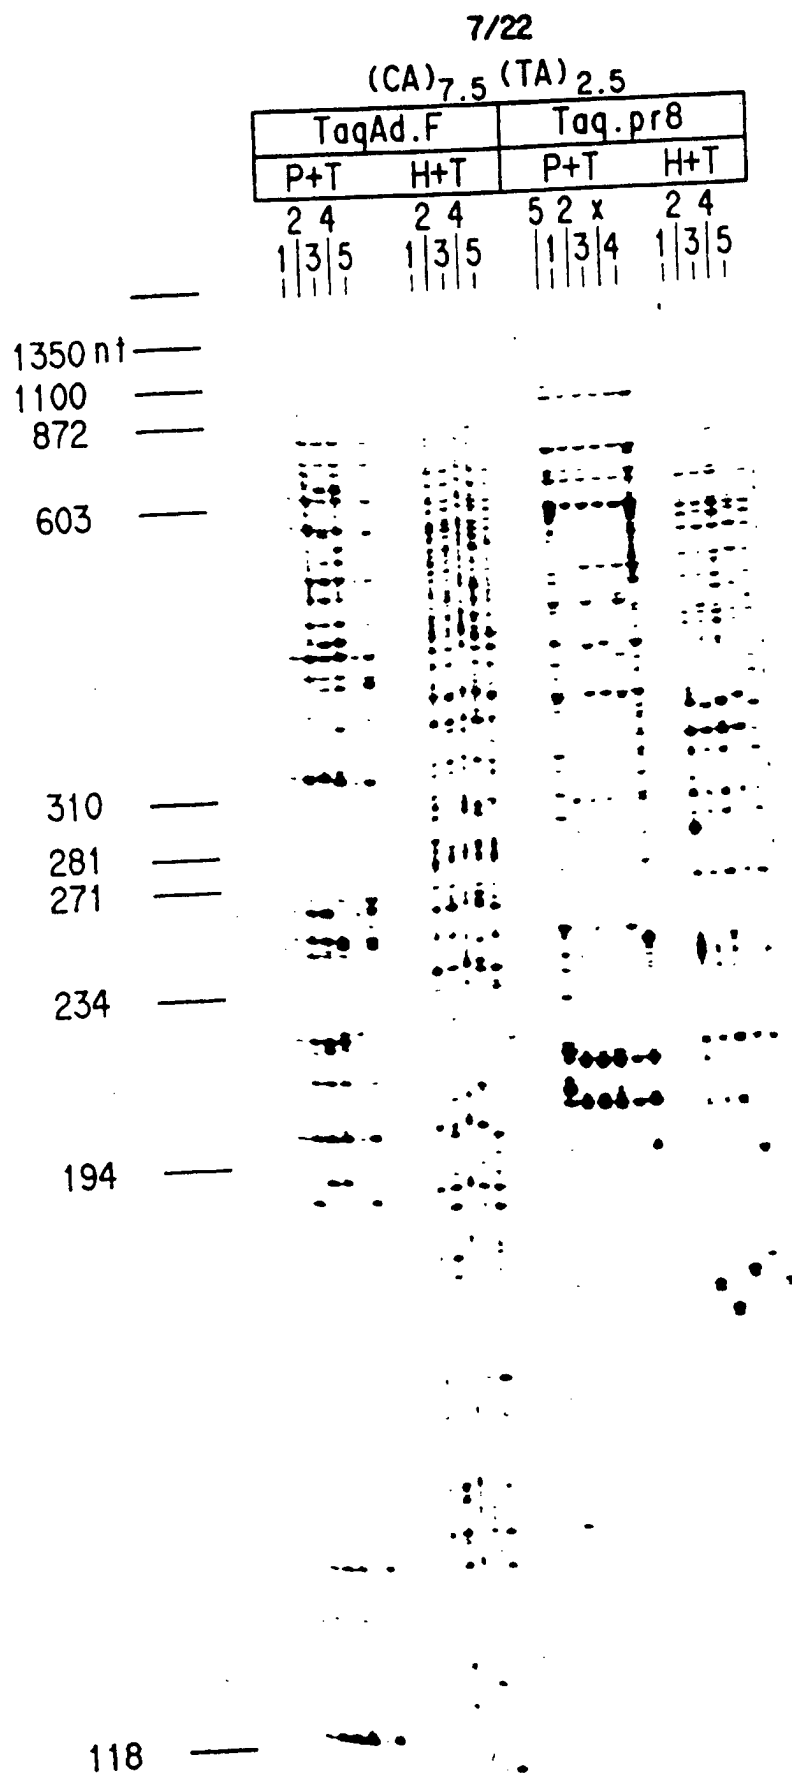 7/22
(CA)7.5 (TA)2.5
TaqAd.F Taq.pr8
P+T H+T P+T H+T
2 4 2 4 5 2 x 2 4
1 3 5 1 3 5 1 3 4 1 3 5
1350 nt
1100
872
603
310
281
271
234
194
118